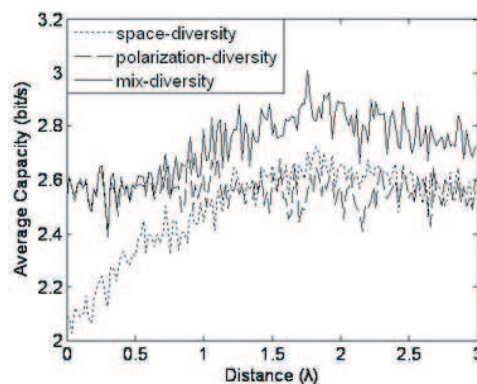 3.2
3
2.8
2.6
2.4
2.2
2
Average Capacity (bit/s)
space-diversity
polarization-diversity
mix-diversity
0 0.5 1 1.5 2 2.5 3
Distance (λ)